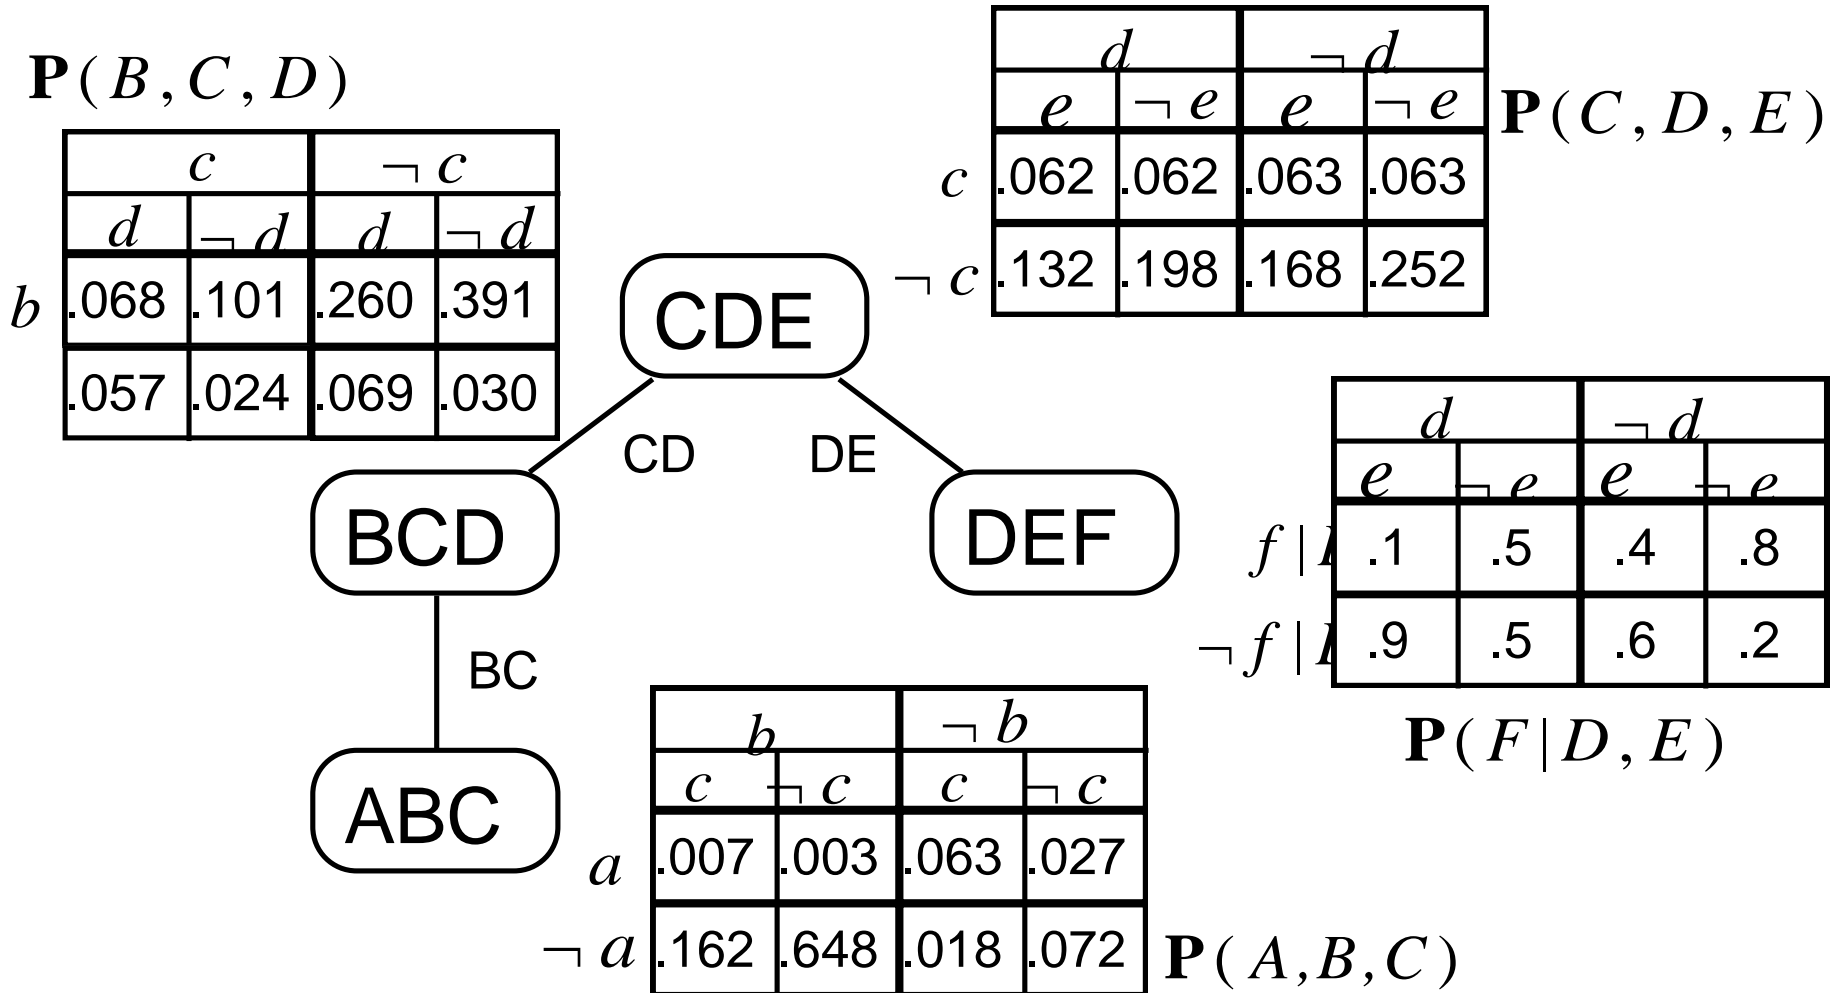 P(B,C,D)
c ¬ c
d ¬ d d ¬ d
b .068 .101 .260 .391
.057 .024 .069 .030
d ¬ d
e ¬ e e ¬ e
c .062 .062 .063 .063
¬ c .132 .198 .168 .252
P(C,D,E)
CDE
CD DE
BCD DEF
BC
ABC
d ¬ d
e ¬ e e ¬ e
f | .1 .5 .4 .8
¬ f | .9 .5 .6 .2
P(F|D,E)
b ¬ b
c ¬ c c ¬ c
a .007 .003 .063 .027
¬ a .162 .648 .018 .072
P(A,B,C)